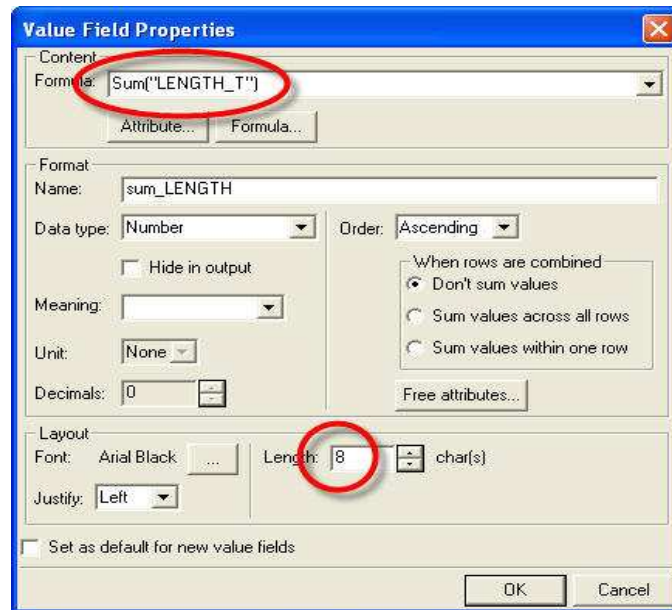 Value Field Properties
Content
Formula: Sum("LENGTH_T")
Attribute... Formula...
Format
Name: sum_LENGTH
Data type: Number Order: Ascending
Hide in output
When rows are combined
Don't sum values
Meaning:
Sum values across all rows
Unit: None
Sum values within one row
Decimals: 0
Free attributes...
Layout
Font: Arial Black ... Length: 8 char(s)
Justify: Left
Set as default for new value fields
OK Cancel